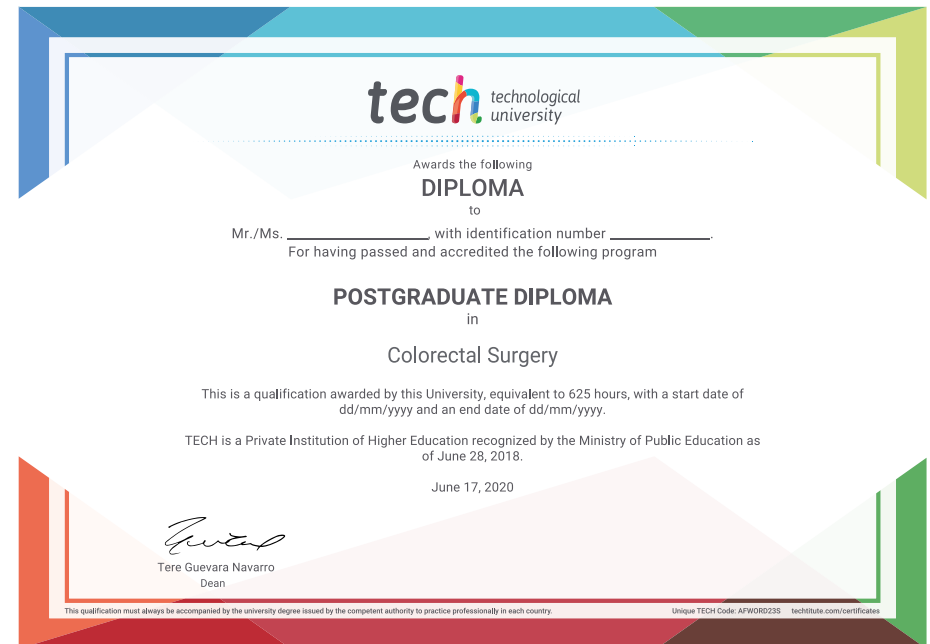 tech technological
university
Awards the following
DIPLOMA
to
Mr./Ms. ____________________, with identification number ______________.
For having passed and accredited the following program
POSTGRADUATE DIPLOMA
in
Colorectal Surgery
This is a qualification awarded by this University, equivalent to 625 hours, with a start date of
dd/mm/yyyy and an end date of dd/mm/yyyy.
TECH is a Private Institution of Higher Education recognized by the Ministry of Public Education as
of June 28, 2018.
June 17, 2020
Tere Guevara Navarro
Dean
This qualification must always be accompanied by the university degree issued by the competent authority to practice professionally in each country. Unique TECH Code: AFWORD23S techtitute.com/certificates